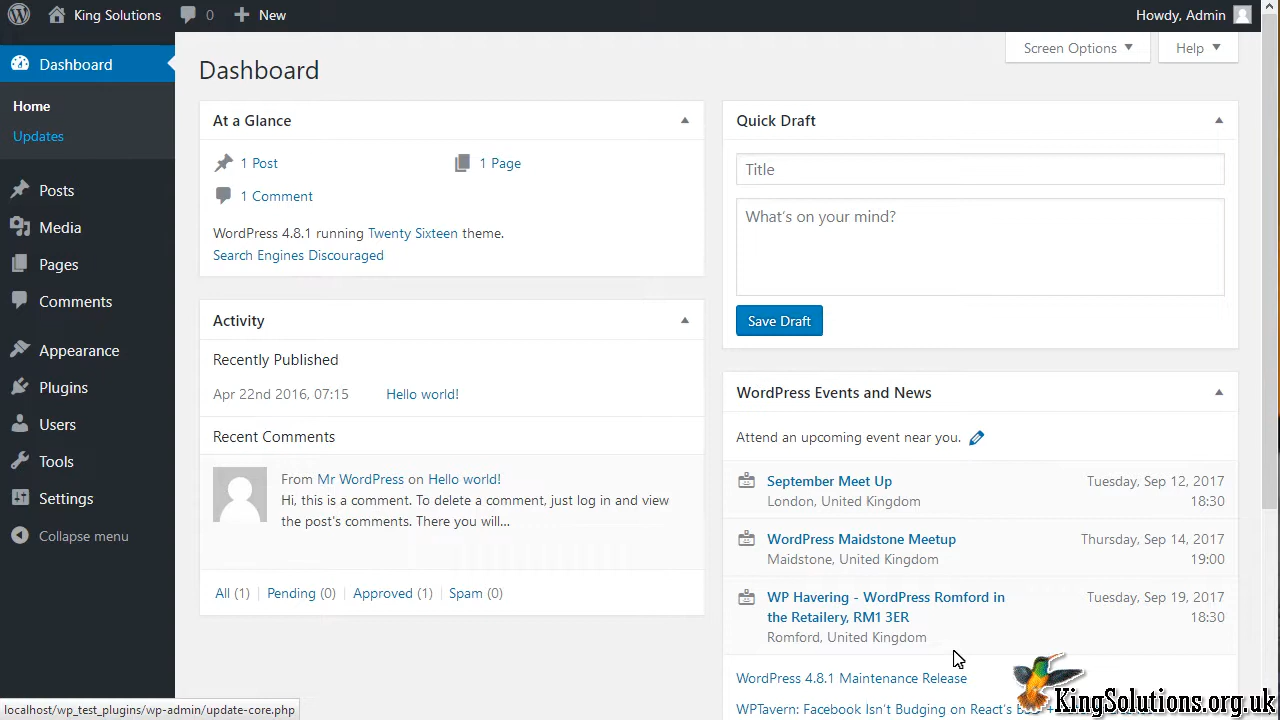 King Solutions
0
New
Howdy, Admin
Dashboard
Home
Updates
Posts
Media
Pages
Comments
Appearance
Plugins
Users
Tools
Settings
Collapse menu
Screen Options
Help
Dashboard
At a Glance
1 Post
1 Page
1 Comment
WordPress 4.8.1 running Twenty Sixteen theme.
Search Engines Discouraged
Activity
Recently Published
Apr 22nd 2016, 07:15 Hello world!
Recent Comments
From Mr WordPress on Hello world!
Hi, this is a comment. To delete a comment, just log in and view
the post's comments. There you will...
All (1) | Pending (0) | Approved (1) | Spam (0)
Quick Draft
Title
What's on your mind?
Save Draft
WordPress Events and News
Attend an upcoming event near you.
September Meet Up Tuesday, Sep 12, 2017
London, United Kingdom 18:30
WordPress Maidstone Meetup Thursday, Sep 14, 2017
Maidstone, United Kingdom 19:00
WP Havering - WordPress Romford in Tuesday, Sep 19, 2017
the Retailery, RM1 3ER 18:30
Romford, United Kingdom
WordPress 4.8.1 Maintenance Release
WPTavern: Facebook Isn't Budging on React's
KingSolutions.org.uk
localhost/wp_test_plugins/wp-admin/update-core.php